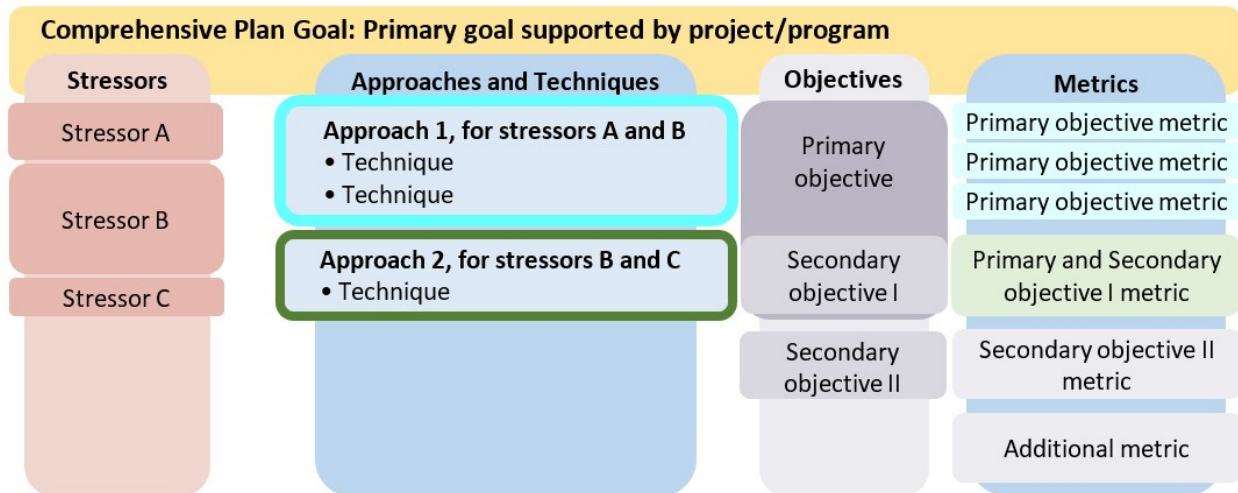 Comprehensive Plan Goal: Primary goal supported by project/program
Stressors
Stressor A
Stressor B
Stressor C
Approaches and Techniques
Approach 1, for stressors A and B
• Technique
• Technique
Approach 2, for stressors B and C
• Technique
Objectives
Primary
objective
Secondary
objective I
Secondary
objective II
Metrics
Primary objective metric
Primary objective metric
Primary objective metric
Primary and Secondary
objective I metric
Secondary objective II
metric
Additional metric